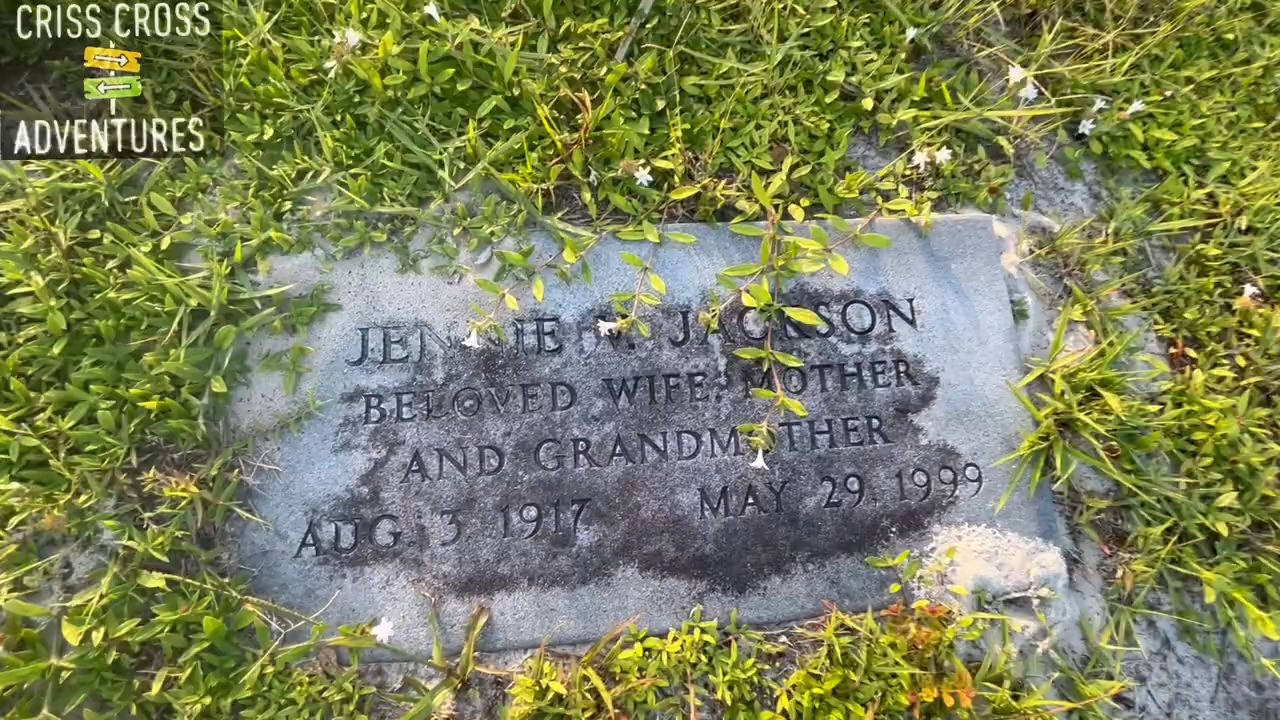 CRISS CROSS
ADVENTURES
JENNIE V. JACKSON
BELOVED WIFE, MOTHER
AND GRANDMOTHER
AUG. 3, 1917 MAY 29, 1999